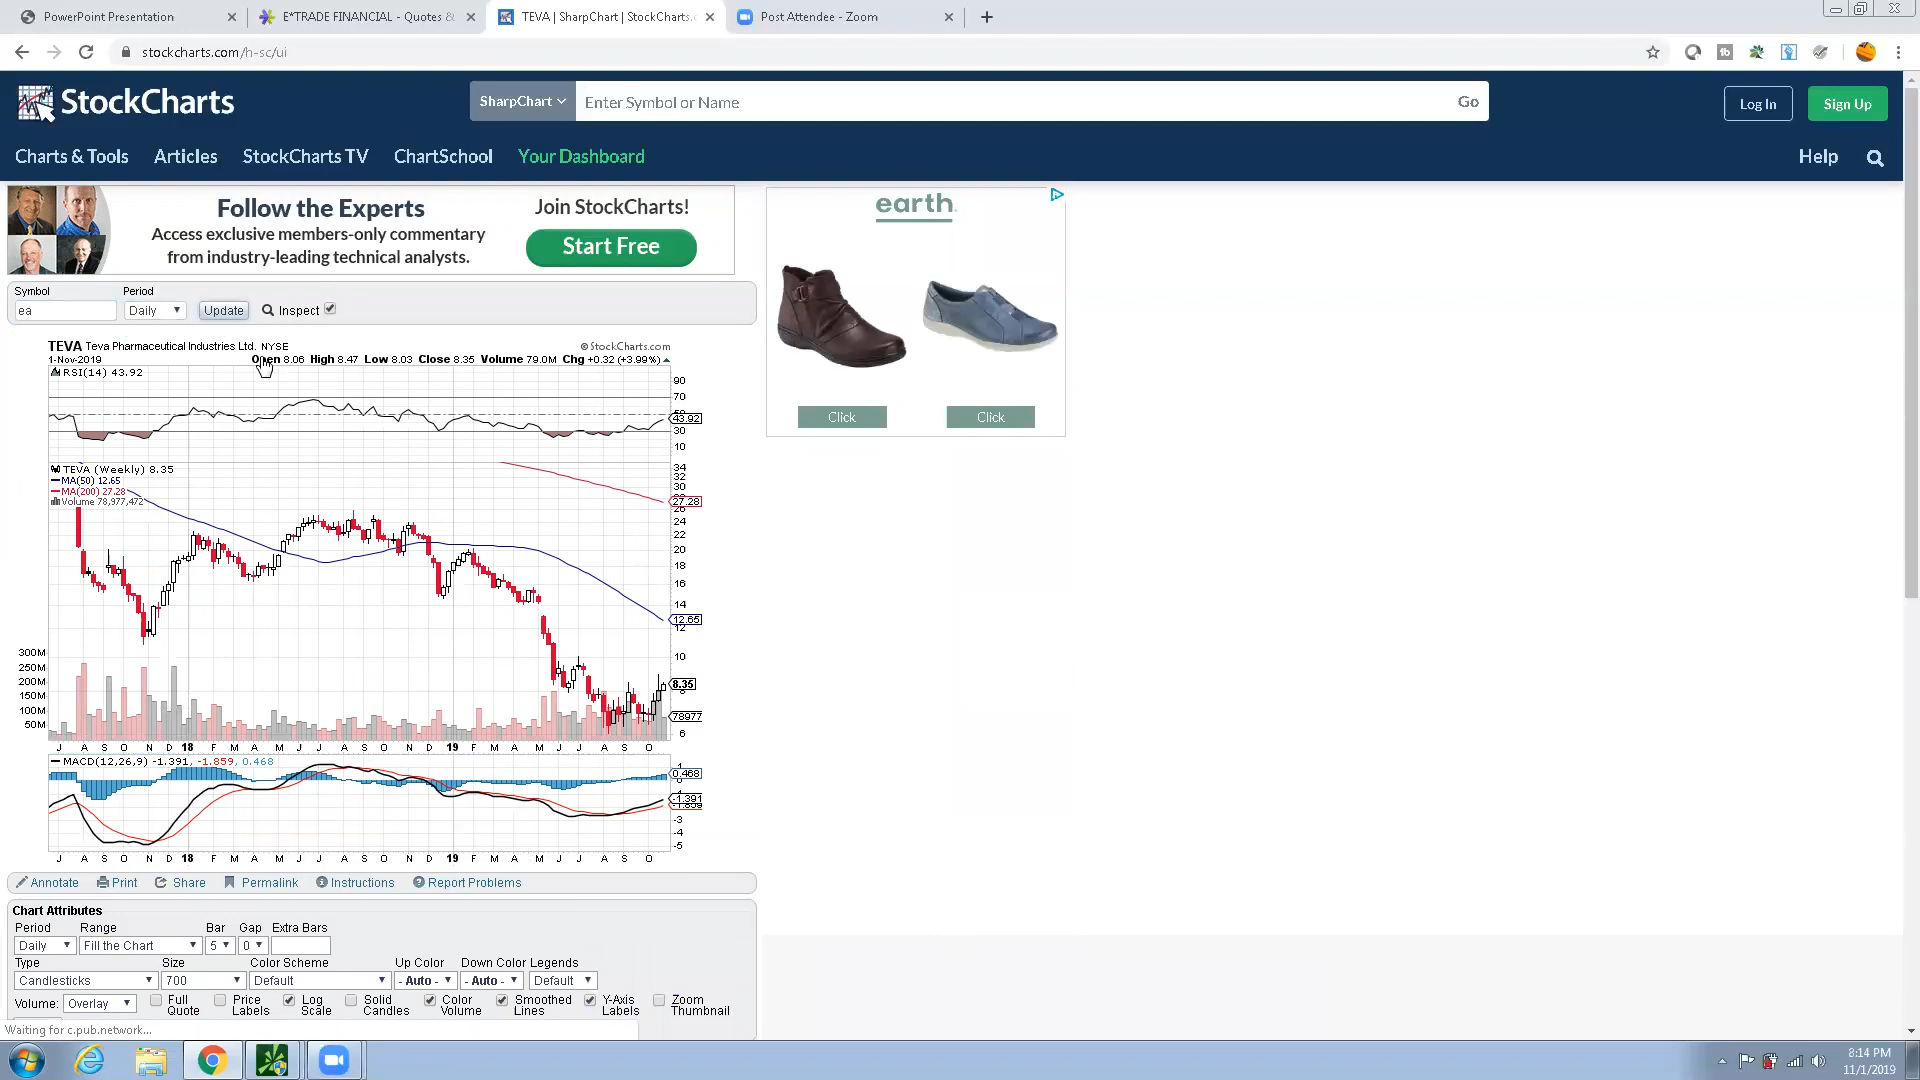 PowerPoint Presentation
E*TRADE FINANCIAL - Quotes &
TEVA | SharpChart | StockCharts.
Post Attendee - Zoom
stockcharts.com/h-sc/ui
StockCharts
SharpChart
Enter Symbol or Name
Go
Log In
Sign Up
Charts & Tools
Articles
StockCharts TV
ChartSchool
Your Dashboard
Help
Follow the Experts
Access exclusive members-only commentary
from industry-leading technical analysts.
Join StockCharts!
Start Free
earth.
Click
Click
Symbol
Period
ea
Daily
Update
Inspect
TEVA Teva Pharmaceutical Industries Ltd. NYSE
© StockCharts.com
1-Nov-2019
Open 8.06 High 8.47 Low 8.03 Close 8.35 Volume 79.0M Chg +0.32 (+3.99%)
RSI(14) 43.92
90
70
43.92
30
10
TEVA (Weekly) 8.35
MA(50) 12.65
MA(200) 27.28
Volume 78,977,472
34
32
30
27.28
26
24
22
20
18
16
14
12.65
12
10
8.35
8
78977
6
300M
250M
200M
150M
100M
50M
J A S O N D 18 F M A M J J A S O N D 19 F M A M J J A S O
MACD(12,26,9) -1.391, -1.859, 0.468
1
0.468
-1.391
-1.859
-3
-4
-5
J A S O N D 18 F M A M J J A S O N D 19 F M A M J J A S O
Annotate
Print
Share
Permalink
Instructions
Report Problems
Chart Attributes
Period Range Bar Gap Extra Bars
Daily Fill the Chart 5 0
Type Size Color Scheme Up Color Down Color Legends
Candlesticks 700 Default - Auto - - Auto - Default
Volume: Overlay
Full Quote
Price Labels
Log Scale
Solid Candles
Color Volume
Smoothed Lines
Y-Axis Labels
Zoom Thumbnail
Waiting for c.pub.network...
8:14 PM
11/1/2019